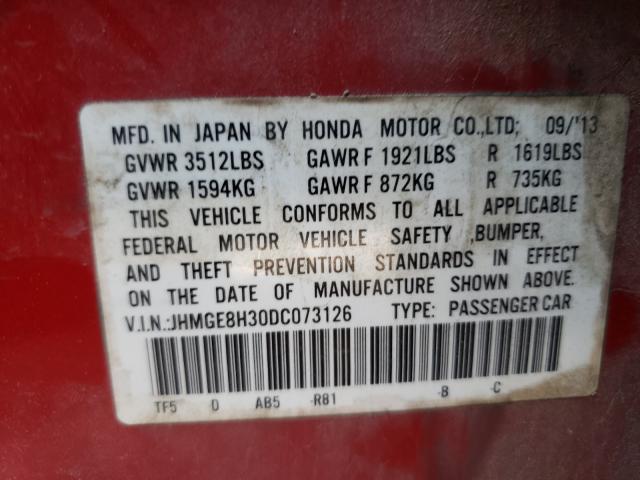 MFD. IN JAPAN BY HONDA MOTOR CO.,LTD; 09/'13
GVWR 3512LBS GAWR F 1921LBS R 1619LBS
GVWR 1594KG GAWR F 872KG R 735KG
THIS VEHICLE CONFORMS TO ALL APPLICABLE
FEDERAL MOTOR VEHICLE SAFETY ,BUMPER,
AND THEFT PREVENTION STANDARDS IN EFFECT
ON THE DATE OF MANUFACTURE SHOWN ABOVE.
V.I.N.:JHMGE8H30DC073126 TYPE: PASSENGER CAR
TF5 D AB5 -R81 -B -C